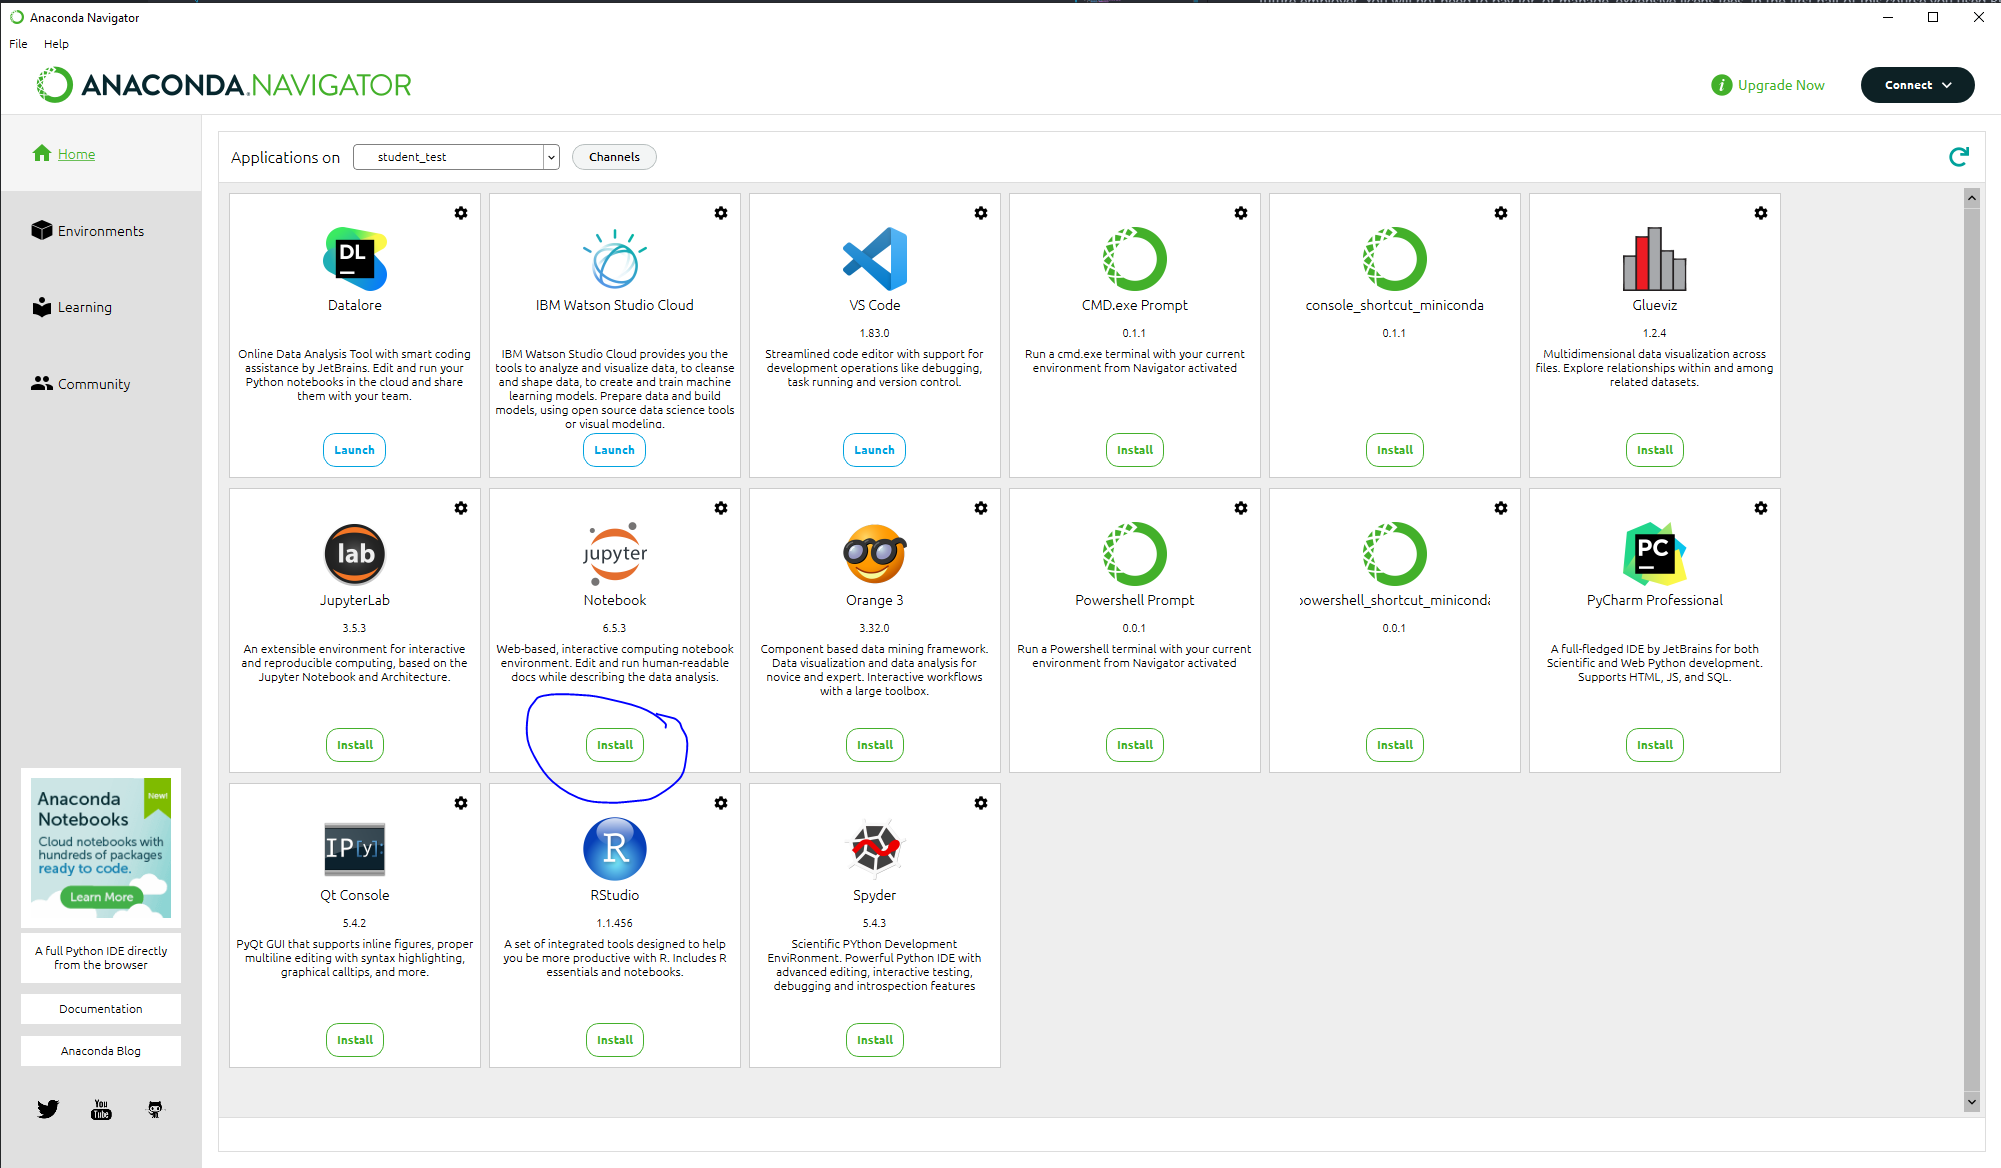 Anaconda Navigator
File Help
ANACONDA.NAVIGATOR
i Upgrade Now
Connect
Home
Environments
Learning
Community
Applications on student_test Channels
DL
Datalore
Online Data Analysis Tool with smart coding
assistance by JetBrains. Edit and run your
Python notebooks in the cloud and share
them with your team.
Launch
IBM Watson Studio Cloud
IBM Watson Studio Cloud provides you the
tools to analyze and visualize data, to cleanse
and shape data, to create and train machine
learning models. Prepare data and build
models, using open source data science tools
or visual modeling.
Launch
VS Code
1.83.0
Streamlined code editor with support for
development operations like debugging,
task running and version control.
Launch
CMD.exe Prompt
0.1.1
Run a cmd.exe terminal with your current
environment from Navigator activated
Install
console_shortcut_miniconda
0.1.1
Install
Glueviz
1.2.4
Multidimensional data visualization across
files. Explore relationships within and among
related datasets.
Install
lab
JupyterLab
3.5.3
An extensible environment for interactive
and reproducible computing, based on the
Jupyter Notebook and Architecture.
Install
jupyter
Notebook
6.5.3
Web-based, interactive computing notebook
environment. Edit and run human-readable
docs while describing the data analysis.
Install
Orange 3
3.32.0
Component based data mining framework.
Data visualization and data analysis for
novice and expert. Interactive workflows
with a large toolbox.
Install
Powershell Prompt
0.0.1
Run a Powershell terminal with your current
environment from Navigator activated
Install
powershell_shortcut_miniconda
0.0.1
Install
PC
PyCharm Professional
A full-fledged IDE by JetBrains for both
Scientific and Web Python development.
Supports HTML, JS, and SQL.
Install
IP[y]:
Qt Console
5.4.2
PyQt GUI that supports inline figures, proper
multiline editing with syntax highlighting,
graphical calltips, and more.
Install
R
RStudio
1.1.456
A set of integrated tools designed to help
you be more productive with R. Includes R
essentials and notebooks.
Install
Spyder
5.4.3
Scientific PYthon Development
EnviRonment. Powerful Python IDE with
advanced editing, interactive testing,
debugging and introspection features
Install
New!
Anaconda
Notebooks
Cloud notebooks with
hundreds of packages
ready to code.
Learn More
A full Python IDE directly
from the browser
Documentation
Anaconda Blog
You
Tube